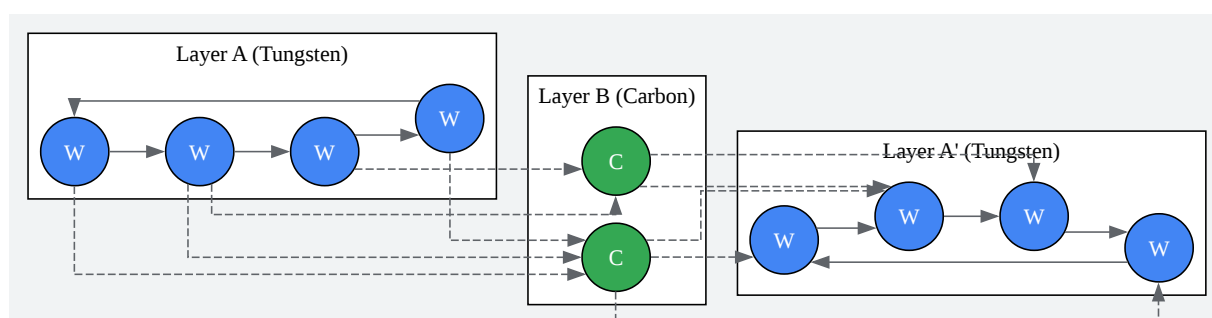 Layer A (Tungsten)
W
W
W
W
Layer B (Carbon)
C
C
Layer A' (Tungsten)
W
W
W
W